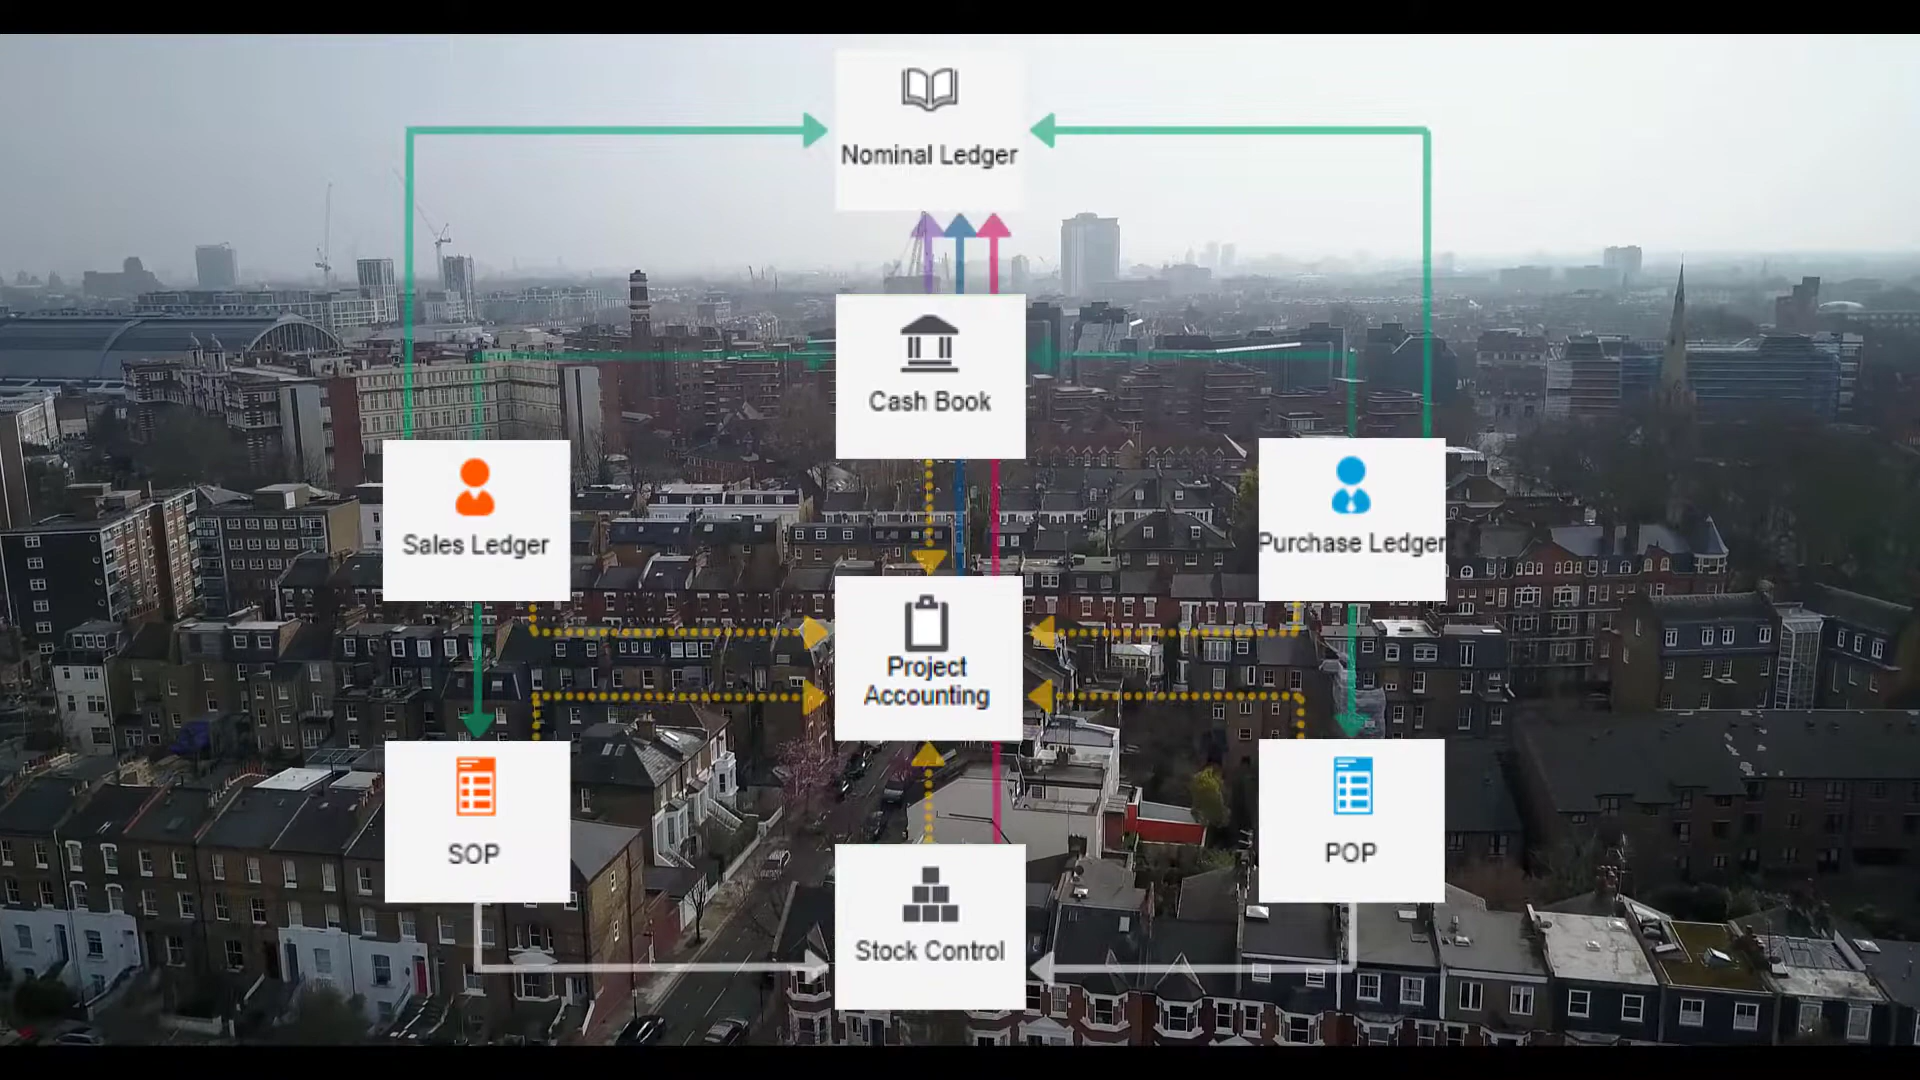 Nominal Ledger
Cash Book
Sales Ledger
Purchase Ledger
Project
Accounting
SOP
POP
Stock Control